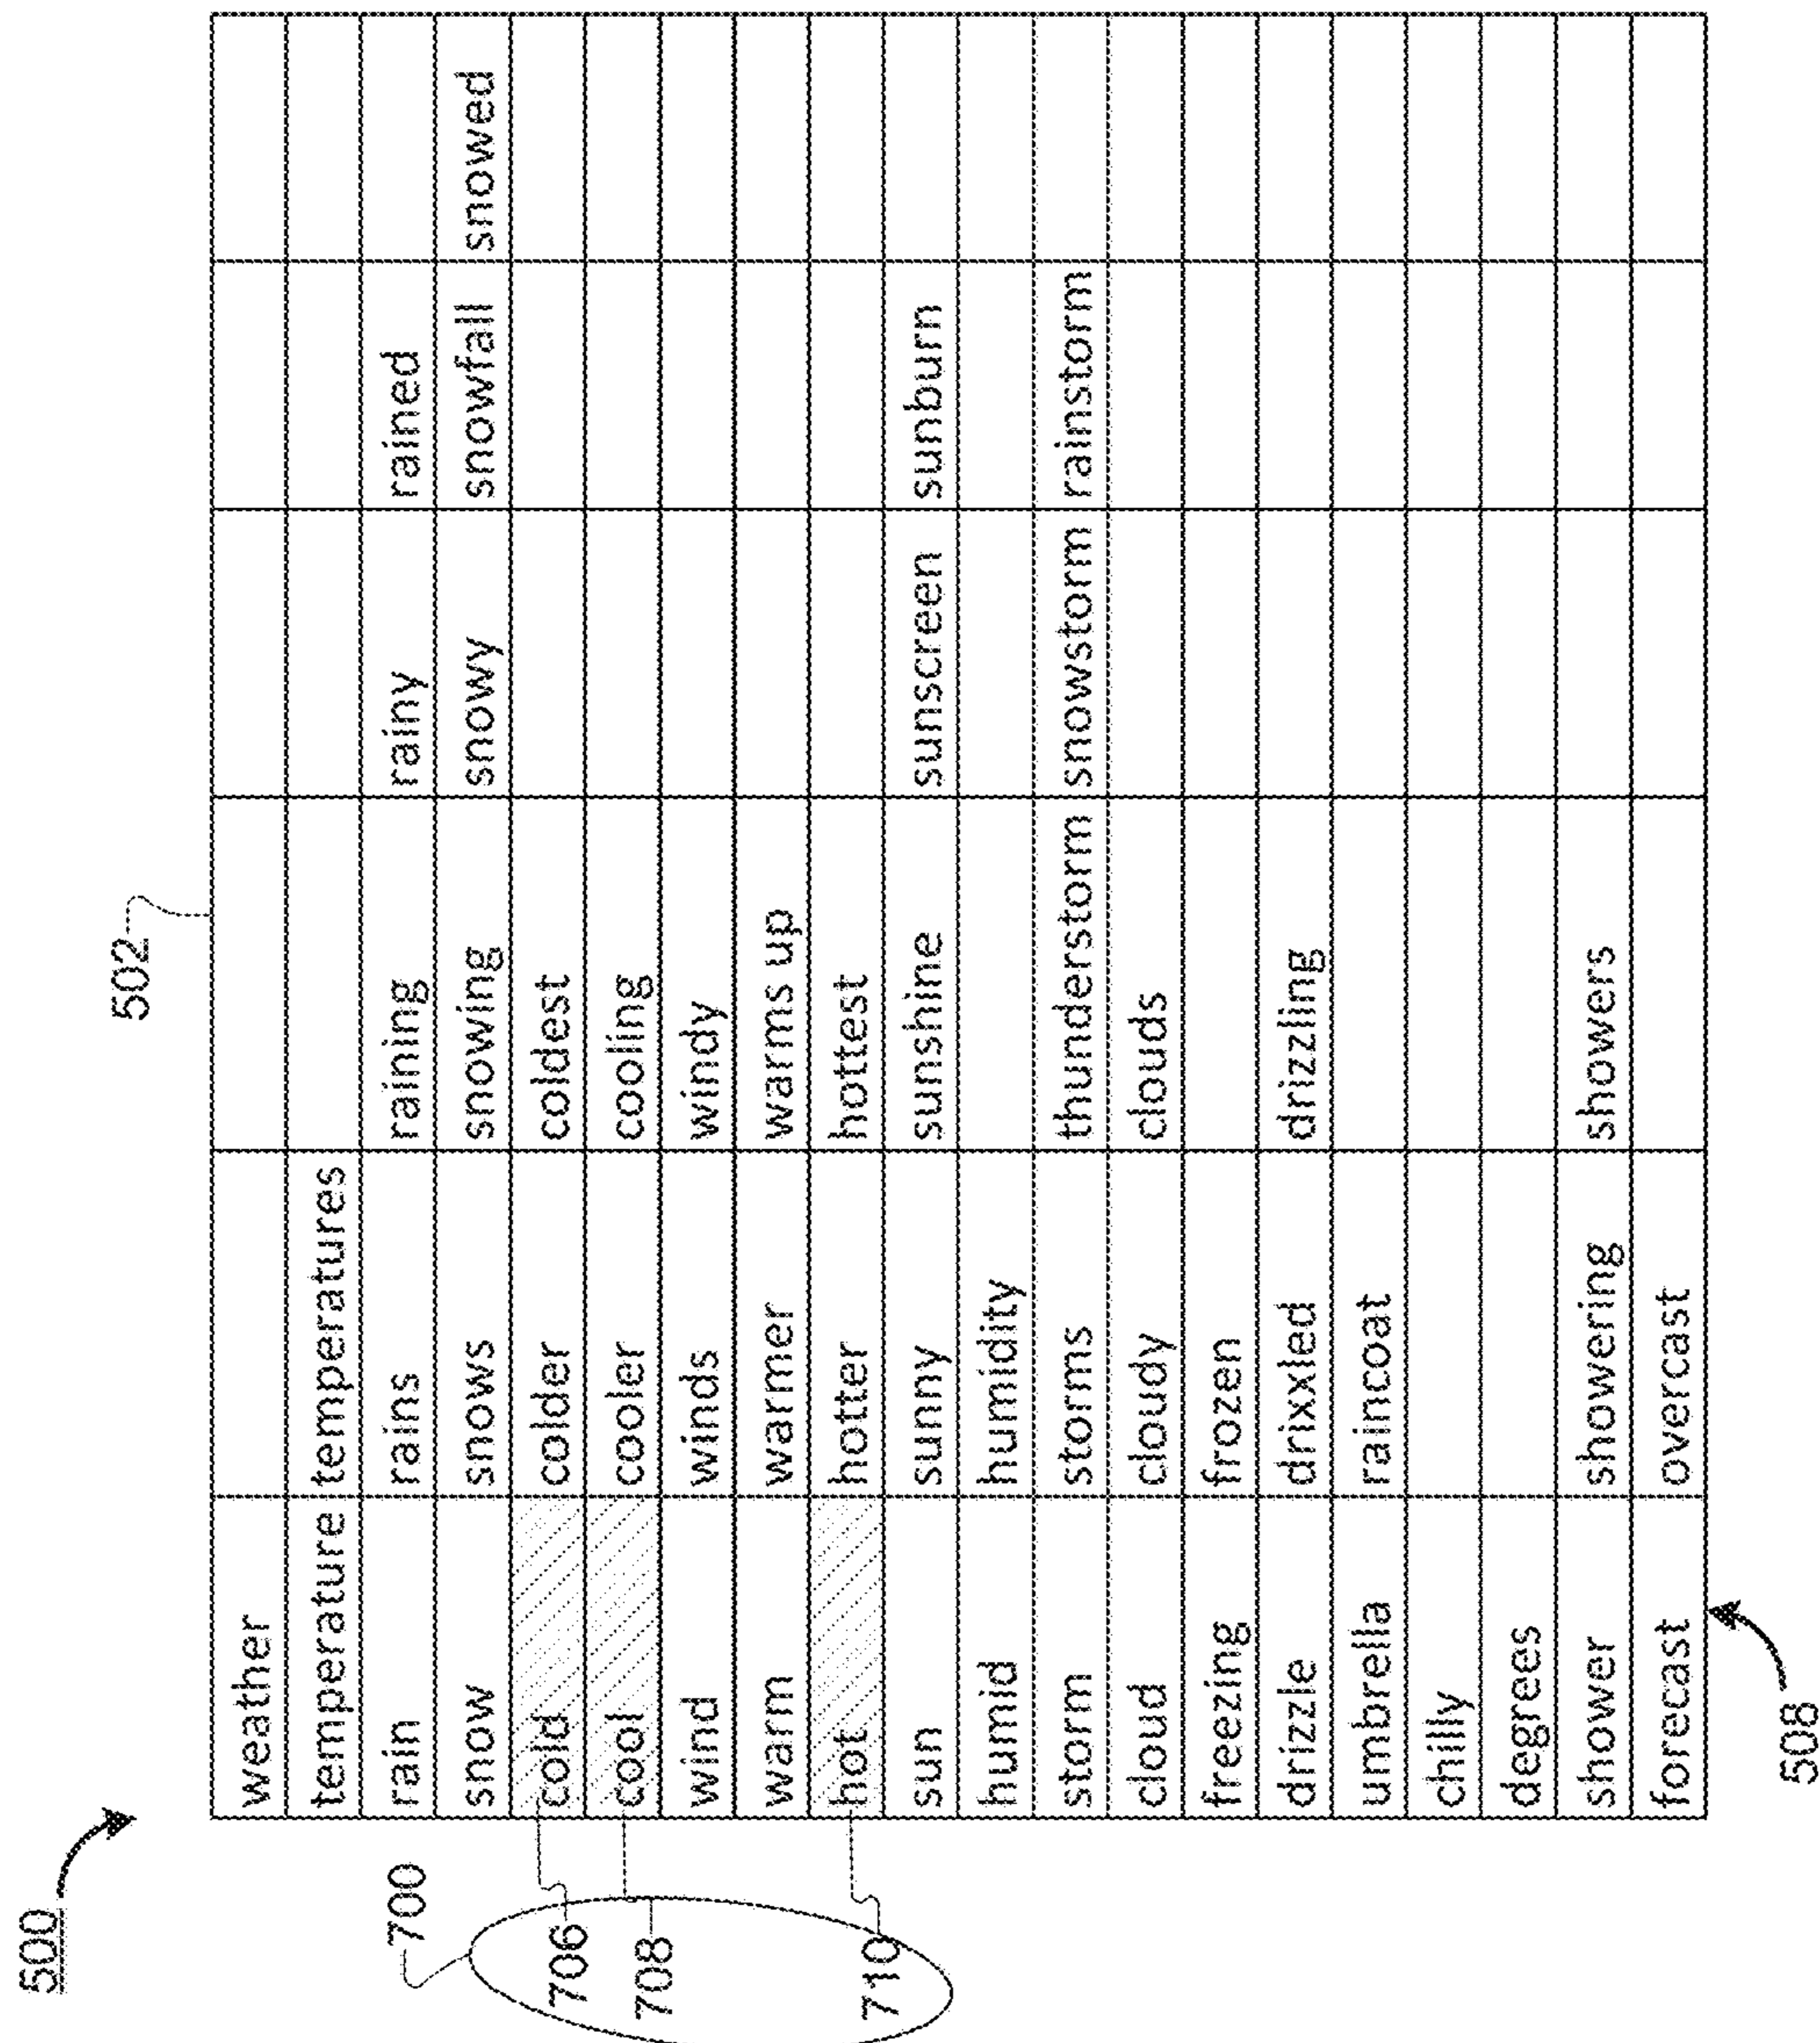 500
502
700
706
708
710
weather
temperature temperatures
rain rains raining rainy rained
snow snows snowing snowy snowfall snowed
cold colder coldest
cool cooler cooling
wind winds windy
warm warmer warms up
hot hotter hottest
sun sunny sunshine sunscreen sunburn
humid humidity
storm storms thunderstorm snowstorm rainstorm
cloud cloudy clouds
freezing frozen
drizzle drixxled drizzling
umbrella raincoat
chilly
degrees
shower showering showers
forecast overcast
508